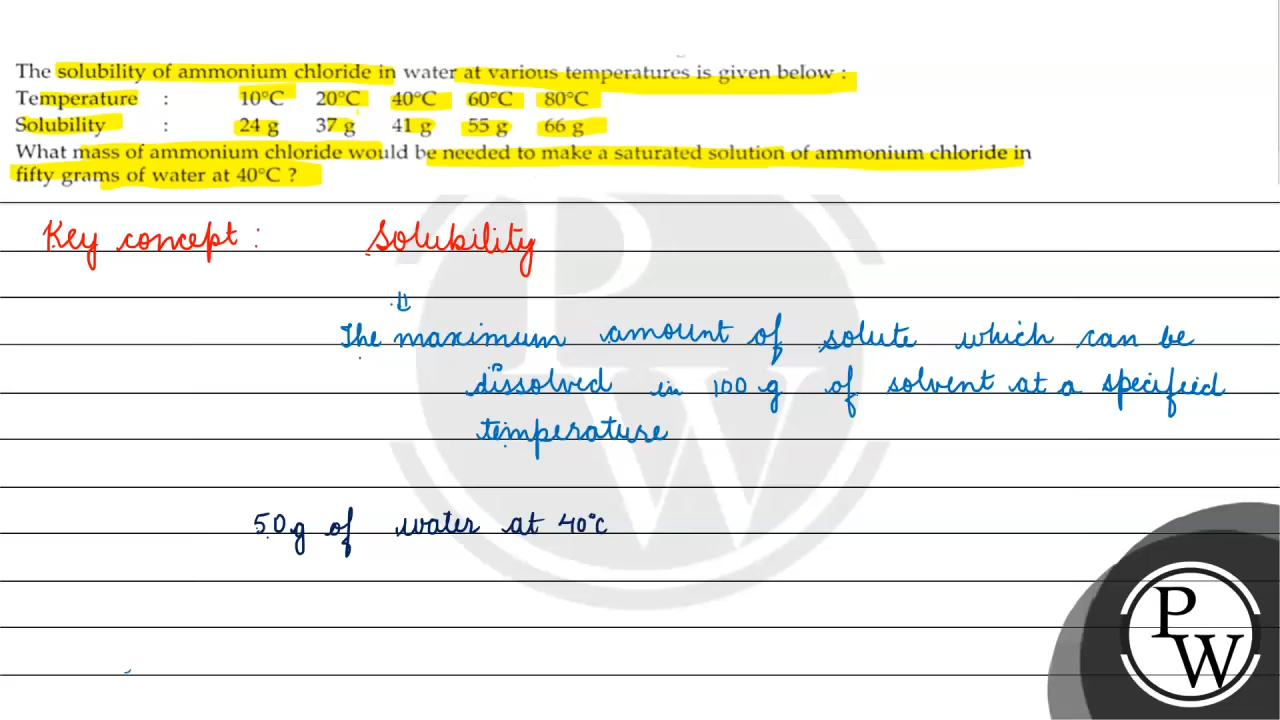 The solubility of ammonium chloride in water at various temperatures is given below :
Temperature : 10°C 20°C 40°C 60°C 80°C
Solubility : 24 g 37 g 41 g 55 g 66 g
What mass of ammonium chloride would be needed to make a saturated solution of ammonium chloride in
fifty grams of water at 40°C ?
Key concept : Solubility
The maximum amount of solute which can be
dissolved in 100 g of solvent at a specified
temperature
50 g of water at 40°C
P
W
P
W